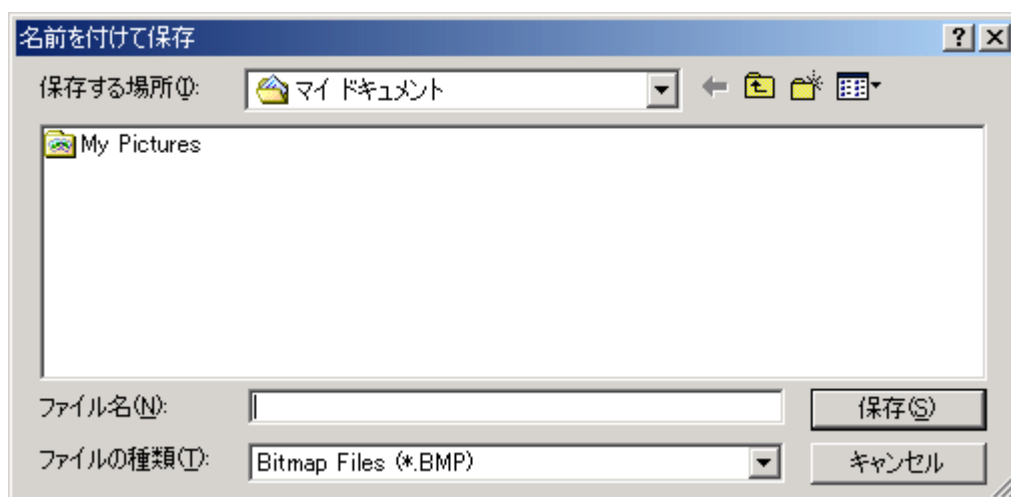 名前を付けて保存
保存する場所(I): マイ ドキュメント
My Pictures
ファイル名(N): 保存(S)
ファイルの種類(T): Bitmap Files (*.BMP) キャンセル